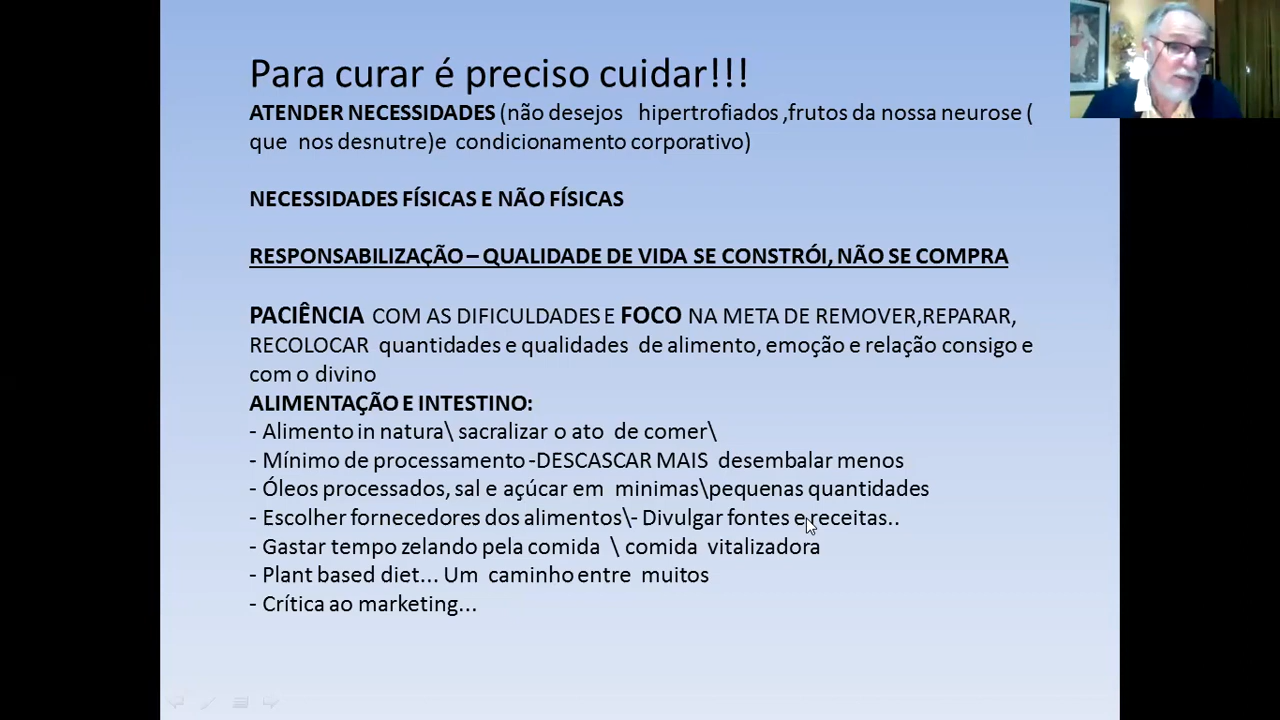 Para curar é preciso cuidar!!!
ATENDER NECESSIDADES (não desejos hipertrofiados ,frutos da nossa neurose (
que nos desnutre)e condicionamento corporativo)
NECESSIDADES FÍSICAS E NÃO FÍSICAS
RESPONSABILIZAÇÃO – QUALIDADE DE VIDA SE CONSTRÓI, NÃO SE COMPRA
PACIÊNCIA COM AS DIFICULDADES E FOCO NA META DE REMOVER,REPARAR,
RECOLOCAR quantidades e qualidades de alimento, emoção e relação consigo e
com o divino
ALIMENTAÇÃO E INTESTINO:
- Alimento in natura\ sacralizar o ato de comer\
- Mínimo de processamento -DESCASCAR MAIS desembalar menos
- Óleos processados, sal e açúcar em minimas\pequenas quantidades
- Escolher fornecedores dos alimentos\- Divulgar fontes e receitas..
- Gastar tempo zelando pela comida \ comida vitalizadora
- Plant based diet... Um caminho entre muitos
- Crítica ao marketing...